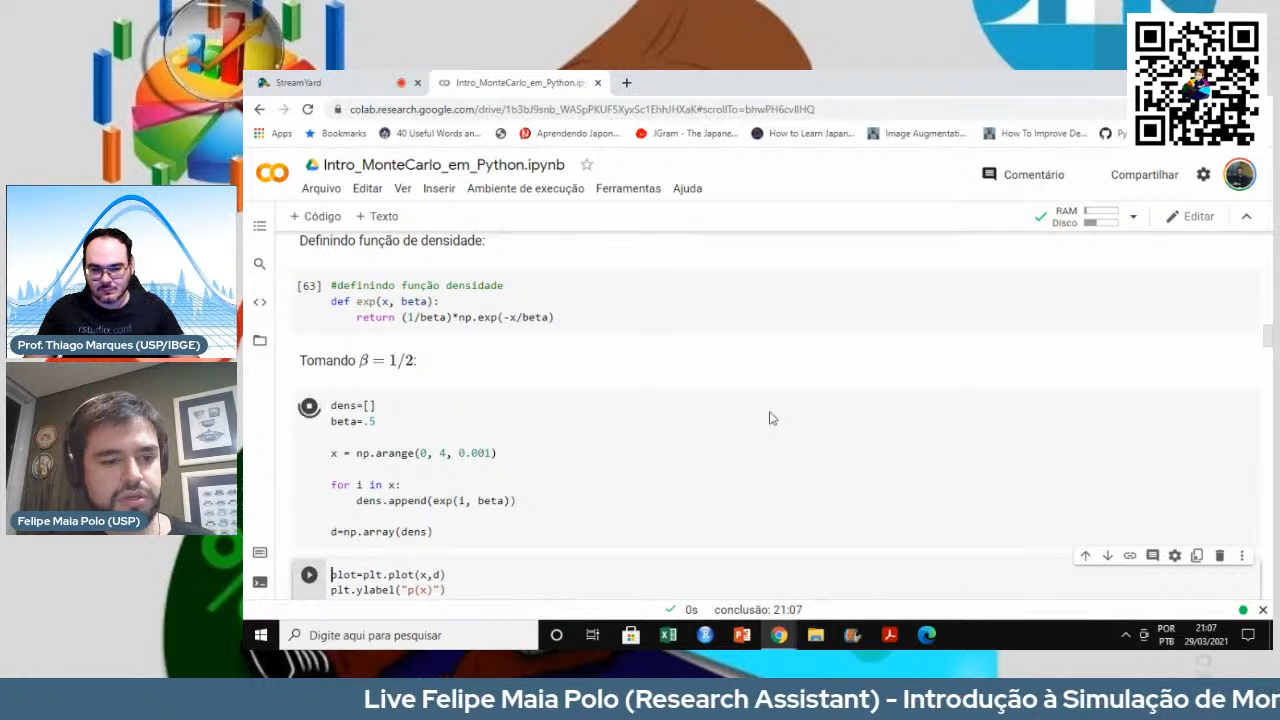 StreamYard
Intro_MonteCarlo_em_Python.ipy
colab.research.google.com/drive/1h3bJ9srn_WASpPKUF5XyxSc1EhhJHXaK#scrollTo=bhwPH6cvlIHQ
Apps
Bookmarks
40 Useful Words an...
Aprendendo Japon...
JGram - The Japane...
How to Learn Japan...
Image Augmentati...
How To Improve De...
Py
Intro_MonteCarlo_em_Python.ipynb
Comentário
Compartilhar
Arquivo Editar Ver Inserir Ambiente de execução Ferramentas Ajuda
+ Código + Texto
RAM
Disco
Editar
Definindo função de densidade:
[63] #definindo função densidade
def exp(x, beta):
return (1/beta)*np.exp(-x/beta)
Tomando β = 1/2:
dens=[]
beta=.5
x = np.arange(0, 4, 0.001)
for i in x:
dens.append(exp(i, beta))
d=np.array(dens)
plot=plt.plot(x,d)
plt.ylabel("p(x)")
0s conclusão: 21:07
rstudio::conf
Prof. Thiago Marques (USP/IBGE)
Felipe Maia Polo (USP)
Digite aqui para pesquisar
POR
PTB
21:07
29/03/2021
Live Felipe Maia Polo (Research Assistant) - Introdução à Simulação de Mon